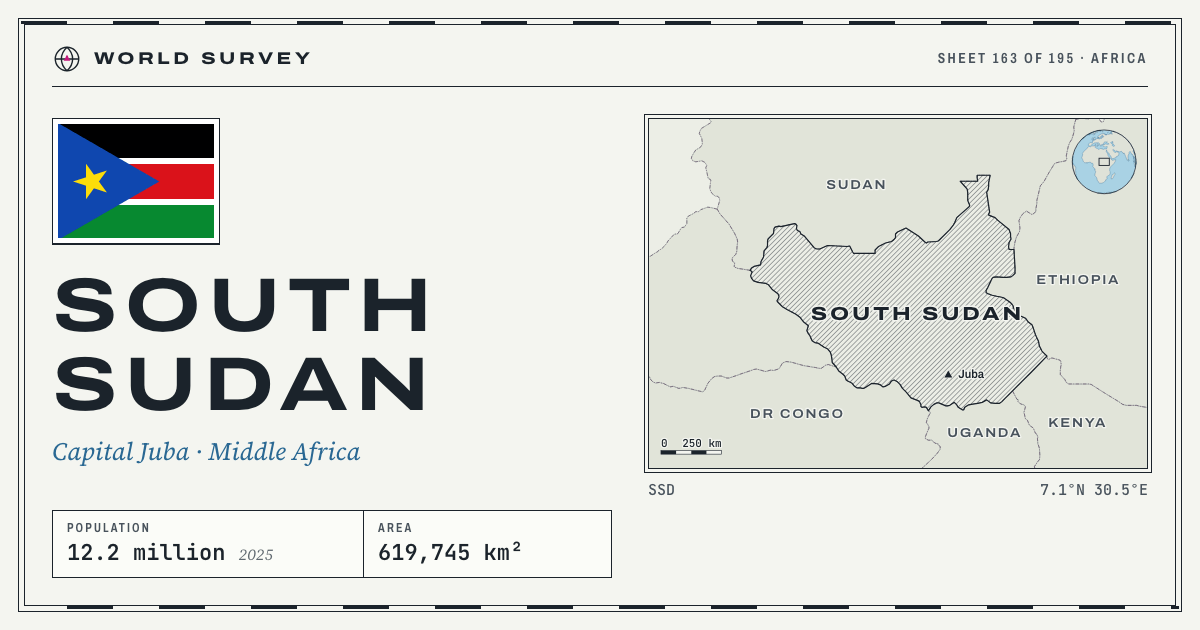 WORLD SURVEY
SHEET 163 OF 195 · AFRICA
SOUTH
SUDAN
Capital Juba · Middle Africa
POPULATION
12.2 million 2025
AREA
619,745 km²
SUDAN
ETHIOPIA
SOUTH SUDAN
Juba
DR CONGO
UGANDA
KENYA
0 250 km
SSD
7.1°N 30.5°E